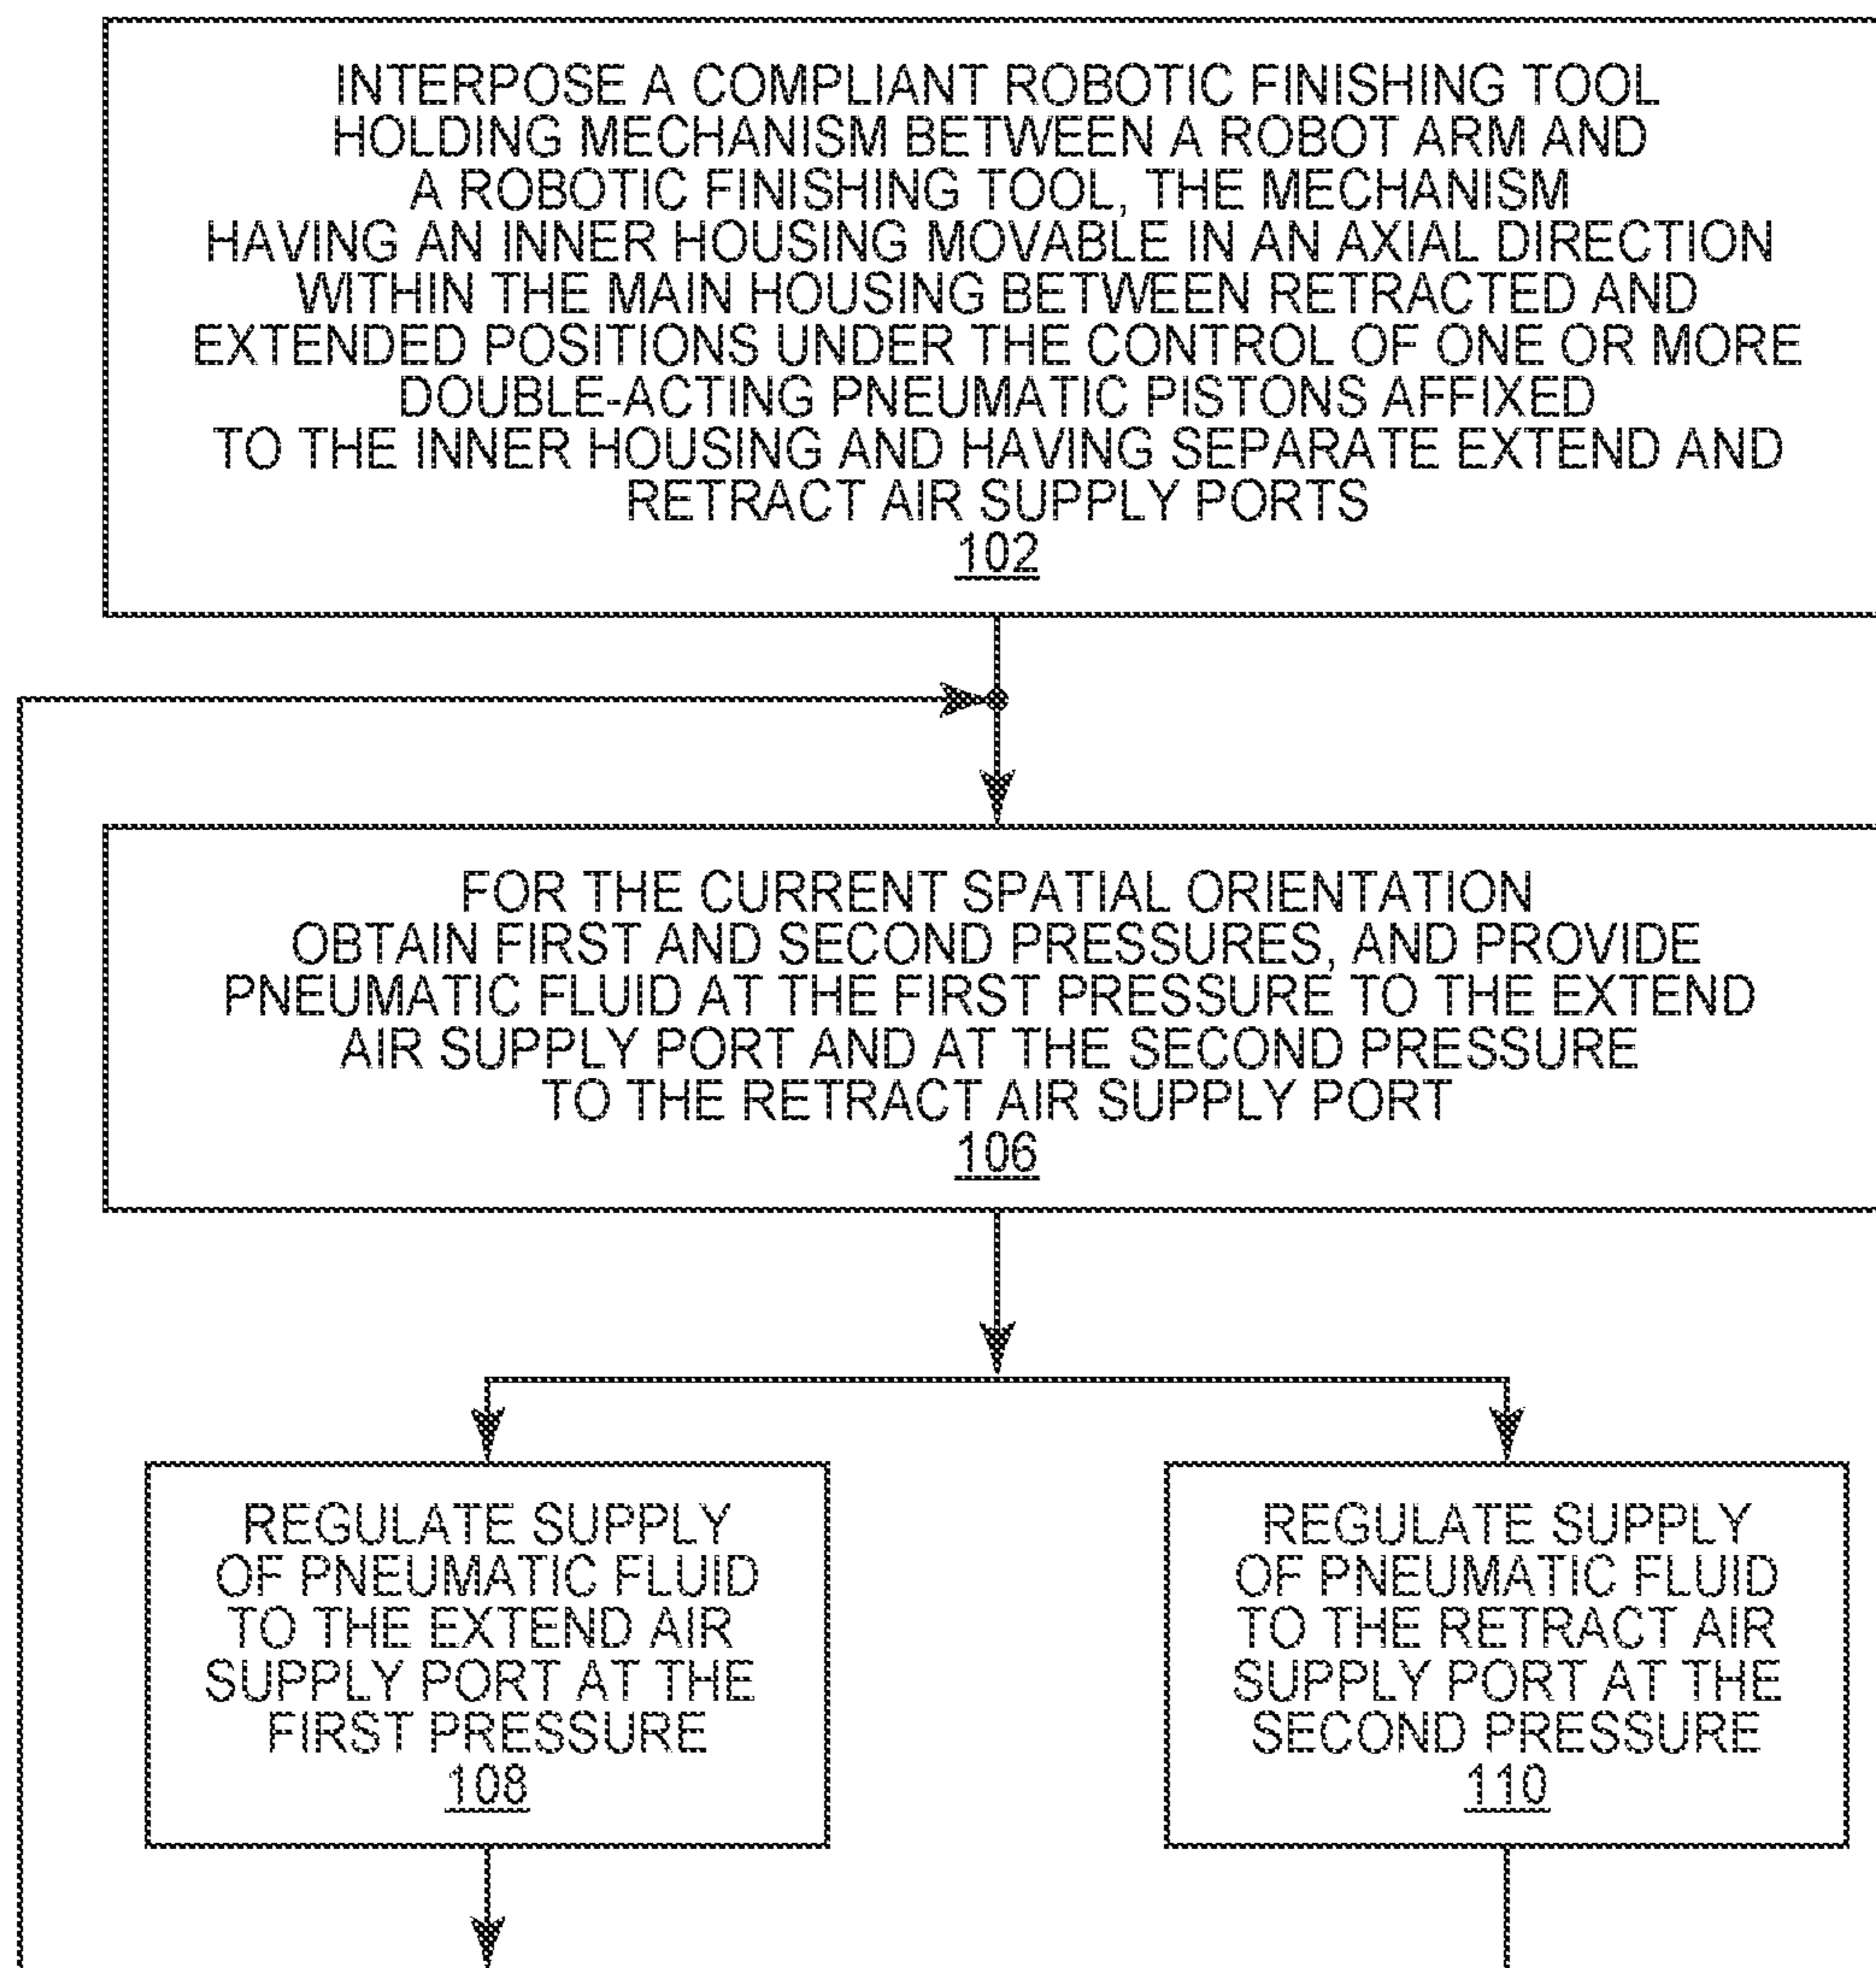 INTERPOSE A COMPLIANT ROBOTIC FINISHING TOOL
HOLDING MECHANISM BETWEEN A ROBOT ARM AND
A ROBOTIC FINISHING TOOL, THE MECHANISM
HAVING AN INNER HOUSING MOVABLE IN AN AXIAL DIRECTION
WITHIN THE MAIN HOUSING BETWEEN RETRACTED AND
EXTENDED POSITIONS UNDER THE CONTROL OF ONE OR MORE
DOUBLE-ACTING PNEUMATIC PISTONS AFFIXED
TO THE INNER HOUSING AND HAVING SEPARATE EXTEND AND
RETRACT AIR SUPPLY PORTS
102
FOR THE CURRENT SPATIAL ORIENTATION
OBTAIN FIRST AND SECOND PRESSURES, AND PROVIDE
PNEUMATIC FLUID AT THE FIRST PRESSURE TO THE EXTEND
AIR SUPPLY PORT AND AT THE SECOND PRESSURE
TO THE RETRACT AIR SUPPLY PORT
106
REGULATE SUPPLY
OF PNEUMATIC FLUID
TO THE EXTEND AIR
SUPPLY PORT AT THE
FIRST PRESSURE
108
REGULATE SUPPLY
OF PNEUMATIC FLUID
TO THE RETRACT AIR
SUPPLY PORT AT THE
SECOND PRESSURE
110